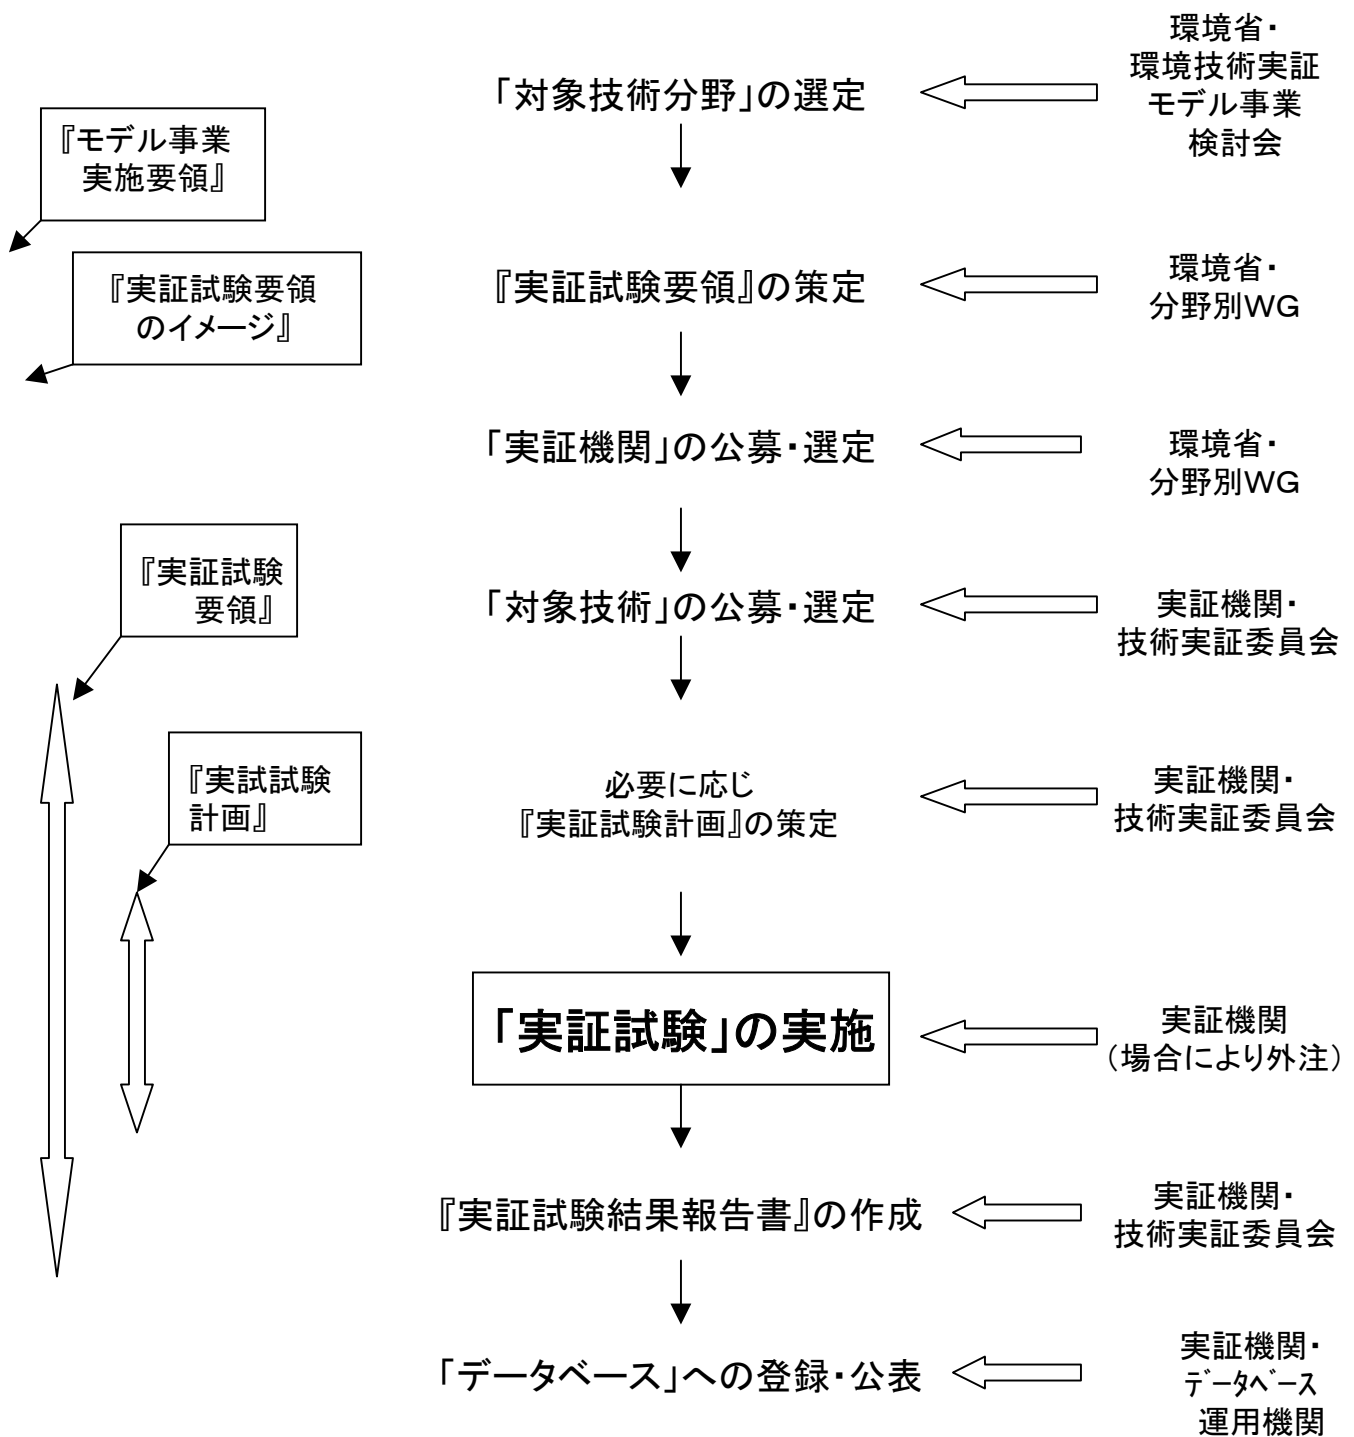 「対象技術分野」の選定
環境省・
環境技術実証
モデル事業
検討会
『モデル事業
実施要領』
『実証試験要領
のイメージ』
『実証試験要領』の策定
環境省・
分野別WG
「実証機関」の公募・選定
環境省・
分野別WG
『実証試験
要領』
「対象技術」の公募・選定
実証機関・
技術実証委員会
『実試試験
計画』
必要に応じ
『実証試験計画』の策定
実証機関・
技術実証委員会
「実証試験」の実施
実証機関
（場合により外注）
『実証試験結果報告書』の作成
実証機関・
技術実証委員会
「データベース」への登録・公表
実証機関・
ﾃﾞｰﾀﾍﾞｰｽ
運用機関